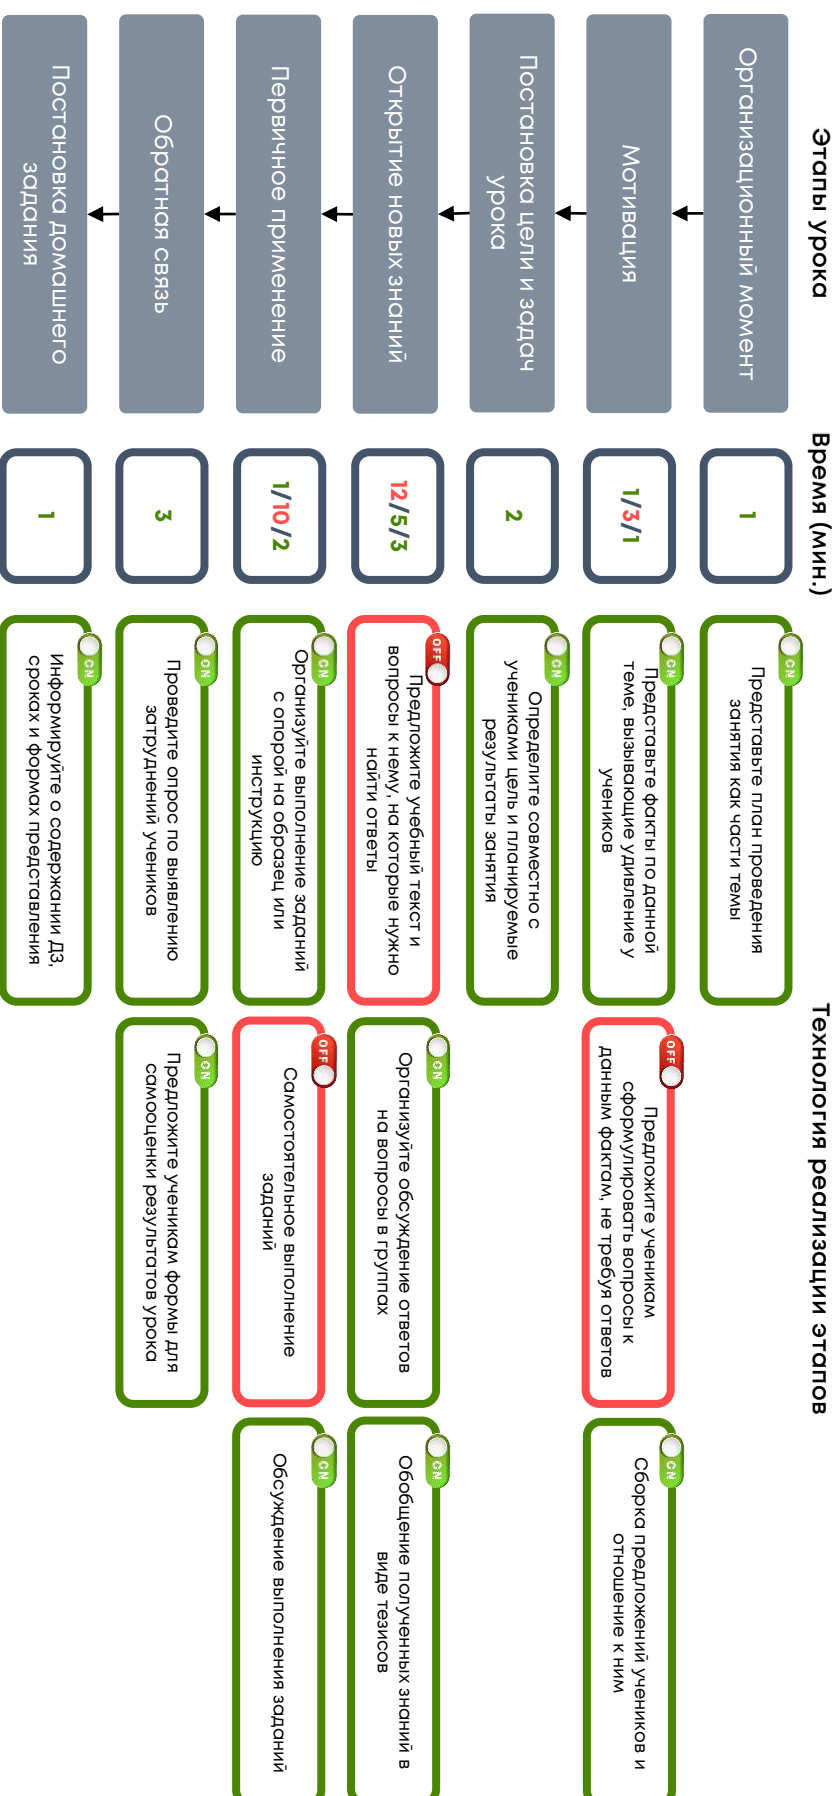 Этапы урока
Время (мин.)
Технология реализации этапов
Организационный момент
1
ON
Представьте план проведения
занятия как части темы
Мотивация
1/3/1
ON
Представьте факты по данной
теме, вызывающие удивление у
учеников
OFF
Предложите ученикам
сформулировать вопросы к
данным фактам, не требуя ответов
ON
Сборка предложений учеников и
отношение к ним
Постановка цели и задач
урока
2
ON
Определите совместно с
учениками цель и планируемые
результаты занятия
Открытие новых знаний
12/5/3
OFF
Предложите учебный текст и
вопросы к нему, на которые нужно
найти ответы
ON
Организуйте обсуждение ответов
на вопросы в группах
ON
Обобщение полученных знаний в
виде тезисов
Первичное применение
1/10/2
ON
Организуйте выполнение заданий
с опорой на образец или
инструкцию
OFF
Самостоятельное выполнение
заданий
ON
Обсуждение выполнения заданий
Обратная связь
3
ON
Проведите опрос по выявлению
затруднений учеников
ON
Предложите ученикам формы для
самооценки результатов урока
Постановка домашнего
задания
1
ON
Информируйте о содержании ДЗ,
сроках и формах представления